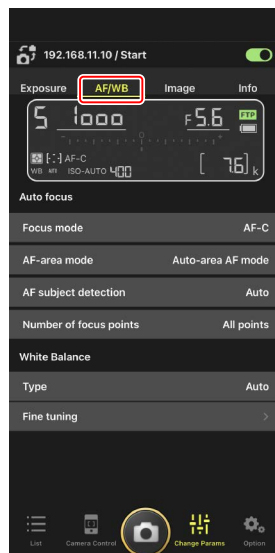 192.168.11.10 / Start
Exposure AF/WB Image Info
S 1000 F5.6 FTP
AF-C
WB ISO-AUTO 400 [ 7.6] k
Auto focus
Focus mode AF-C
AF-area mode Auto-area AF mode
AF subject detection Auto
Number of focus points All points
White Balance
Type Auto
Fine tuning
List Camera Control Change Params Option